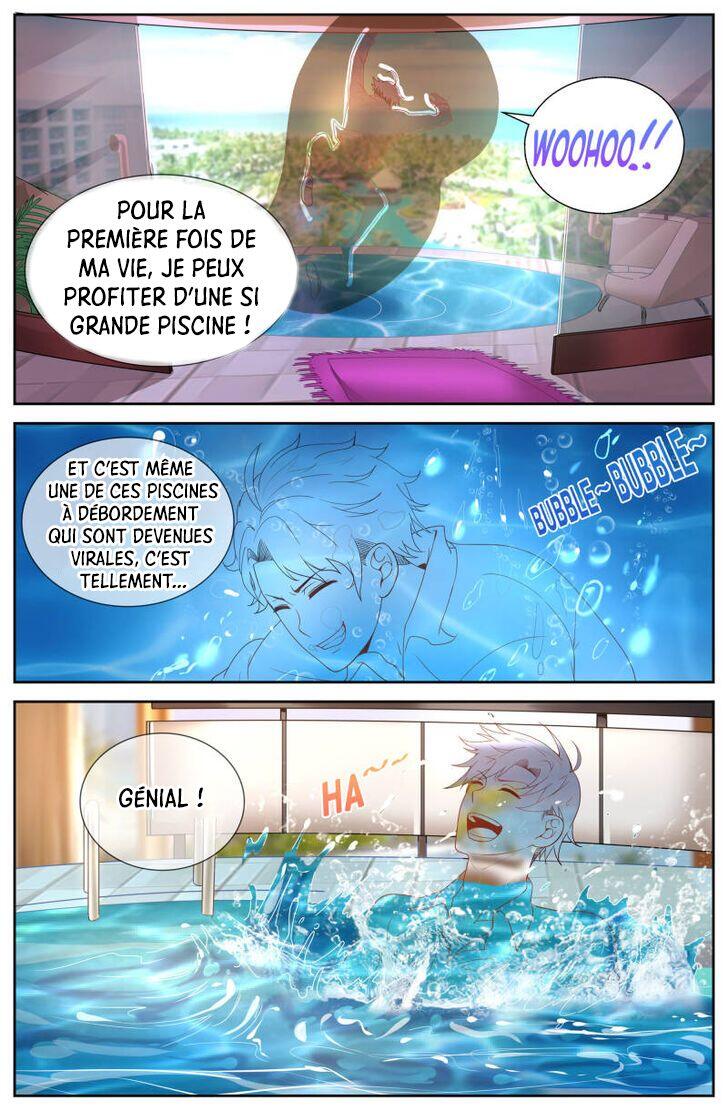 WOOHOO!!
POUR LA
PREMIÈRE FOIS DE
MA VIE, JE PEUX
PROFITER D'UNE SI
GRANDE PISCINE !
ET C'EST MÊME
UNE DE CES PISCINES
À DÉBORDEMENT
QUI SONT DEVENUES
VIRALES, C'EST
TELLEMENT...
BUBBLE~ BUBBLE~
GÉNIAL !
HA~~